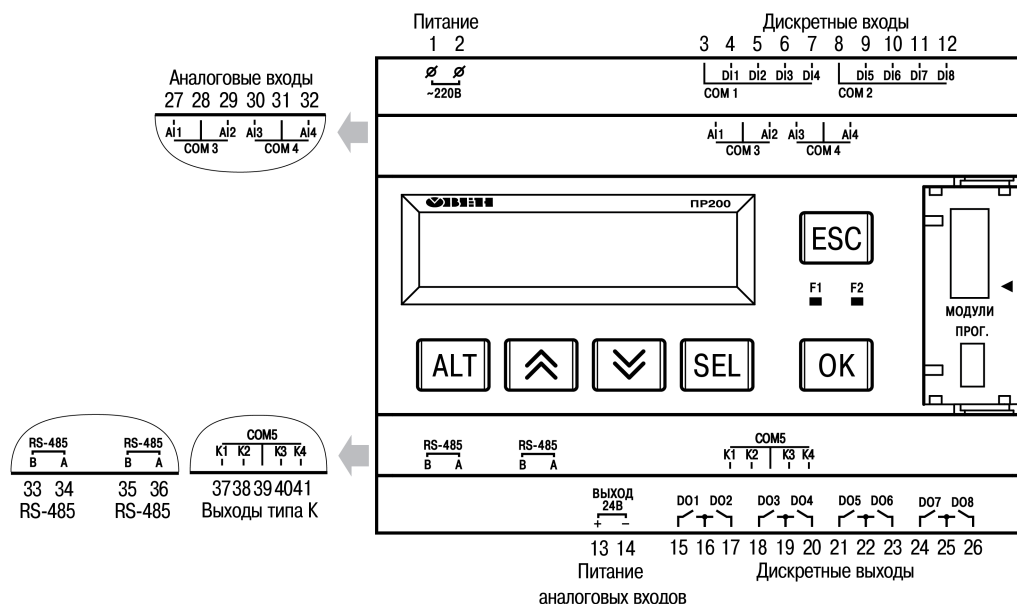 Питание
Дискретные входы
1 2
3 4 5 6 7 8 9 10 11 12
~220В
DI1 DI2 DI3 DI4 DI5 DI6 DI7 DI8
COM 1 COM 2
Аналоговые входы
27 28 29 30 31 32
AI1 AI2 AI3 AI4
COM 3 COM 4
AI1 AI2 AI3 AI4
COM 3 COM 4
ОВЕН ПР200
ESC
F1 F2
МОДУЛИ
ПРОГ.
ALT SEL OK
RS-485 RS-485
B A B A
33 34 35 36
RS-485 RS-485
COM5
K1 K2 K3 K4
37 38 39 40 41
Выходы типа К
RS-485 RS-485
B A B A
COM5
K1 K2 K3 K4
ВЫХОД
24В
+ −
DO1 DO2 DO3 DO4 DO5 DO6 DO7 DO8
13 14 15 16 17 18 19 20 21 22 23 24 25 26
Питание
аналоговых входов
Дискретные выходы